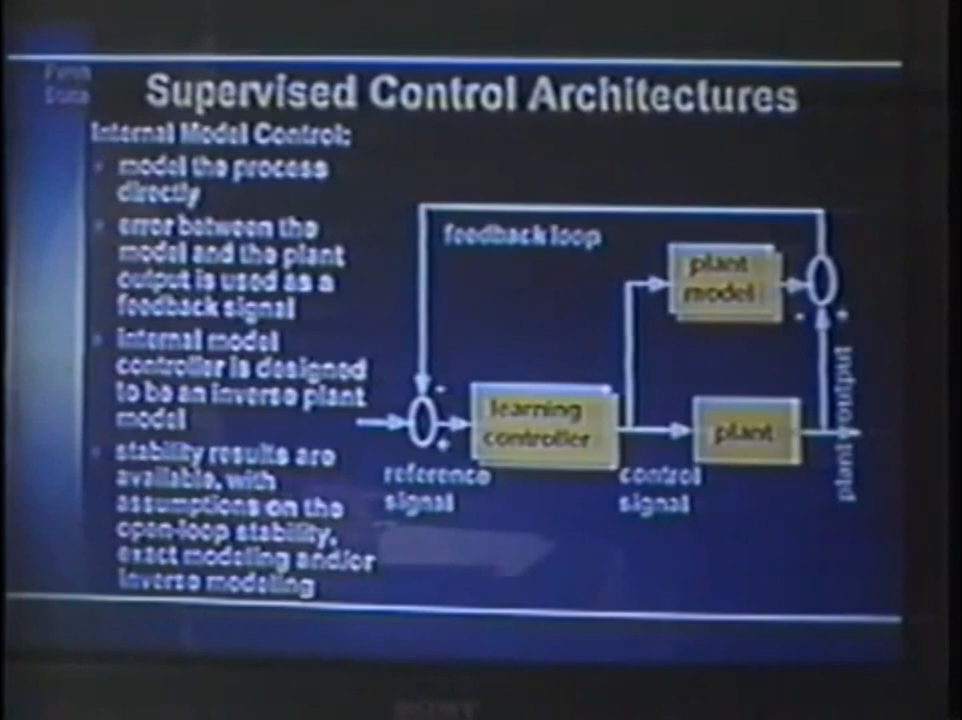 Supervised Control Architectures
Internal Model Control:
model the process
directly
error between the
model and the plant
output is used as a
feedback signal
internal model
controller is designed
to be an inverse plant
model
stability results are
available, with
assumptions on the
open-loop stability,
exact modeling and/or
inverse modeling
feedback loop
plant
model
-
+
-
+
learning
controller
plant
reference
signal
control
signal
plant output
SONY